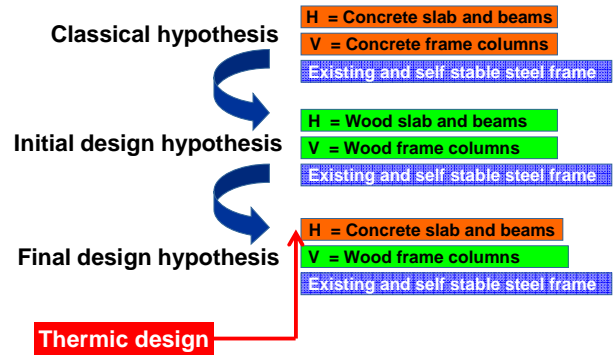 Classical hypothesis
H = Concrete slab and beams
V = Concrete frame columns
Existing and self stable steel frame
Initial design hypothesis
H = Wood slab and beams
V = Wood frame columns
Existing and self stable steel frame
Final design hypothesis
H = Concrete slab and beams
V = Wood frame columns
Existing and self stable steel frame
Thermic design